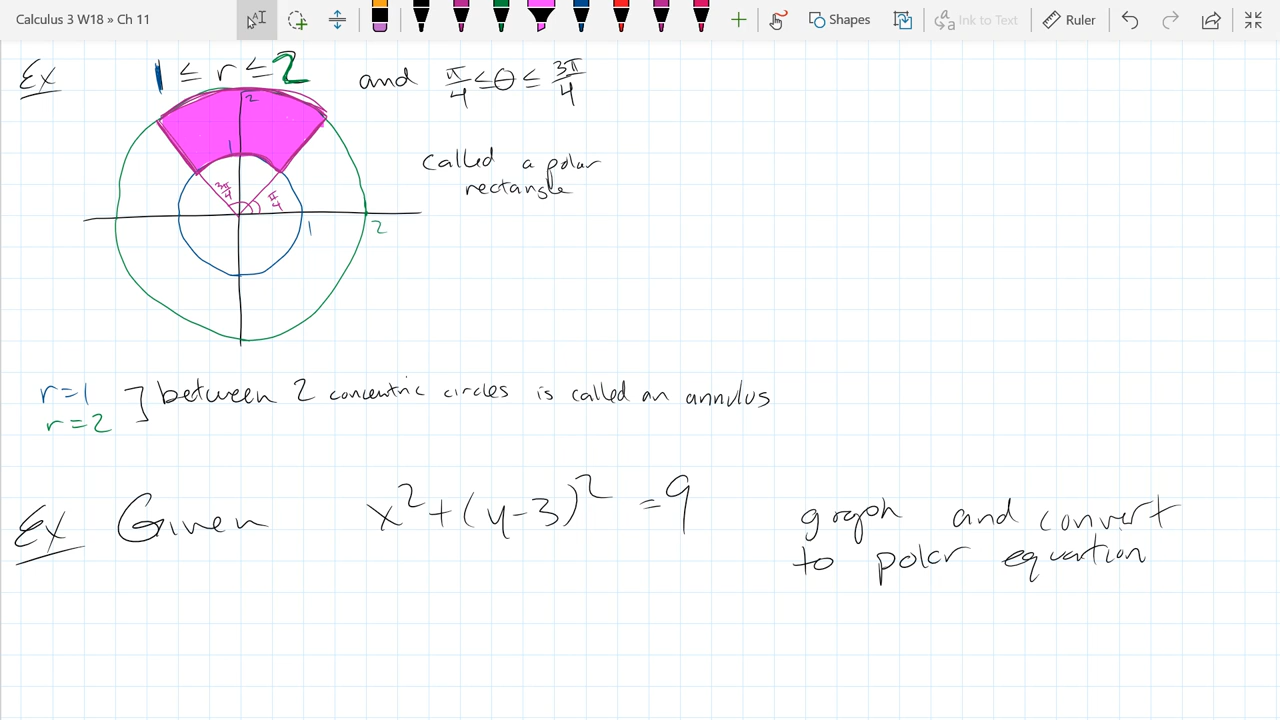 Calculus 3 W18 » Ch 11
Ink to Text
Shapes
Ruler
Ex 1 ≤ r ≤ 2 and π/4 ≤ θ ≤ 3π/4
2
1
called a polar
rectangle
3π/4 π/4
1 2
r=1
r=2
] between 2 concentric circles is called an annulus
Ex Given x² + (y-3)² = 9 graph and convert
to polar equation